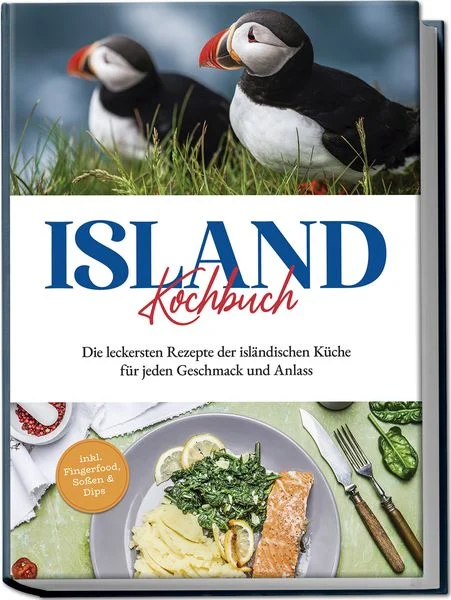 ISLAND
Kochbuch
Die leckersten Rezepte der isländischen Küche
für jeden Geschmack und Anlass
inkl.
Fingerfood,
Soßen &
Dips